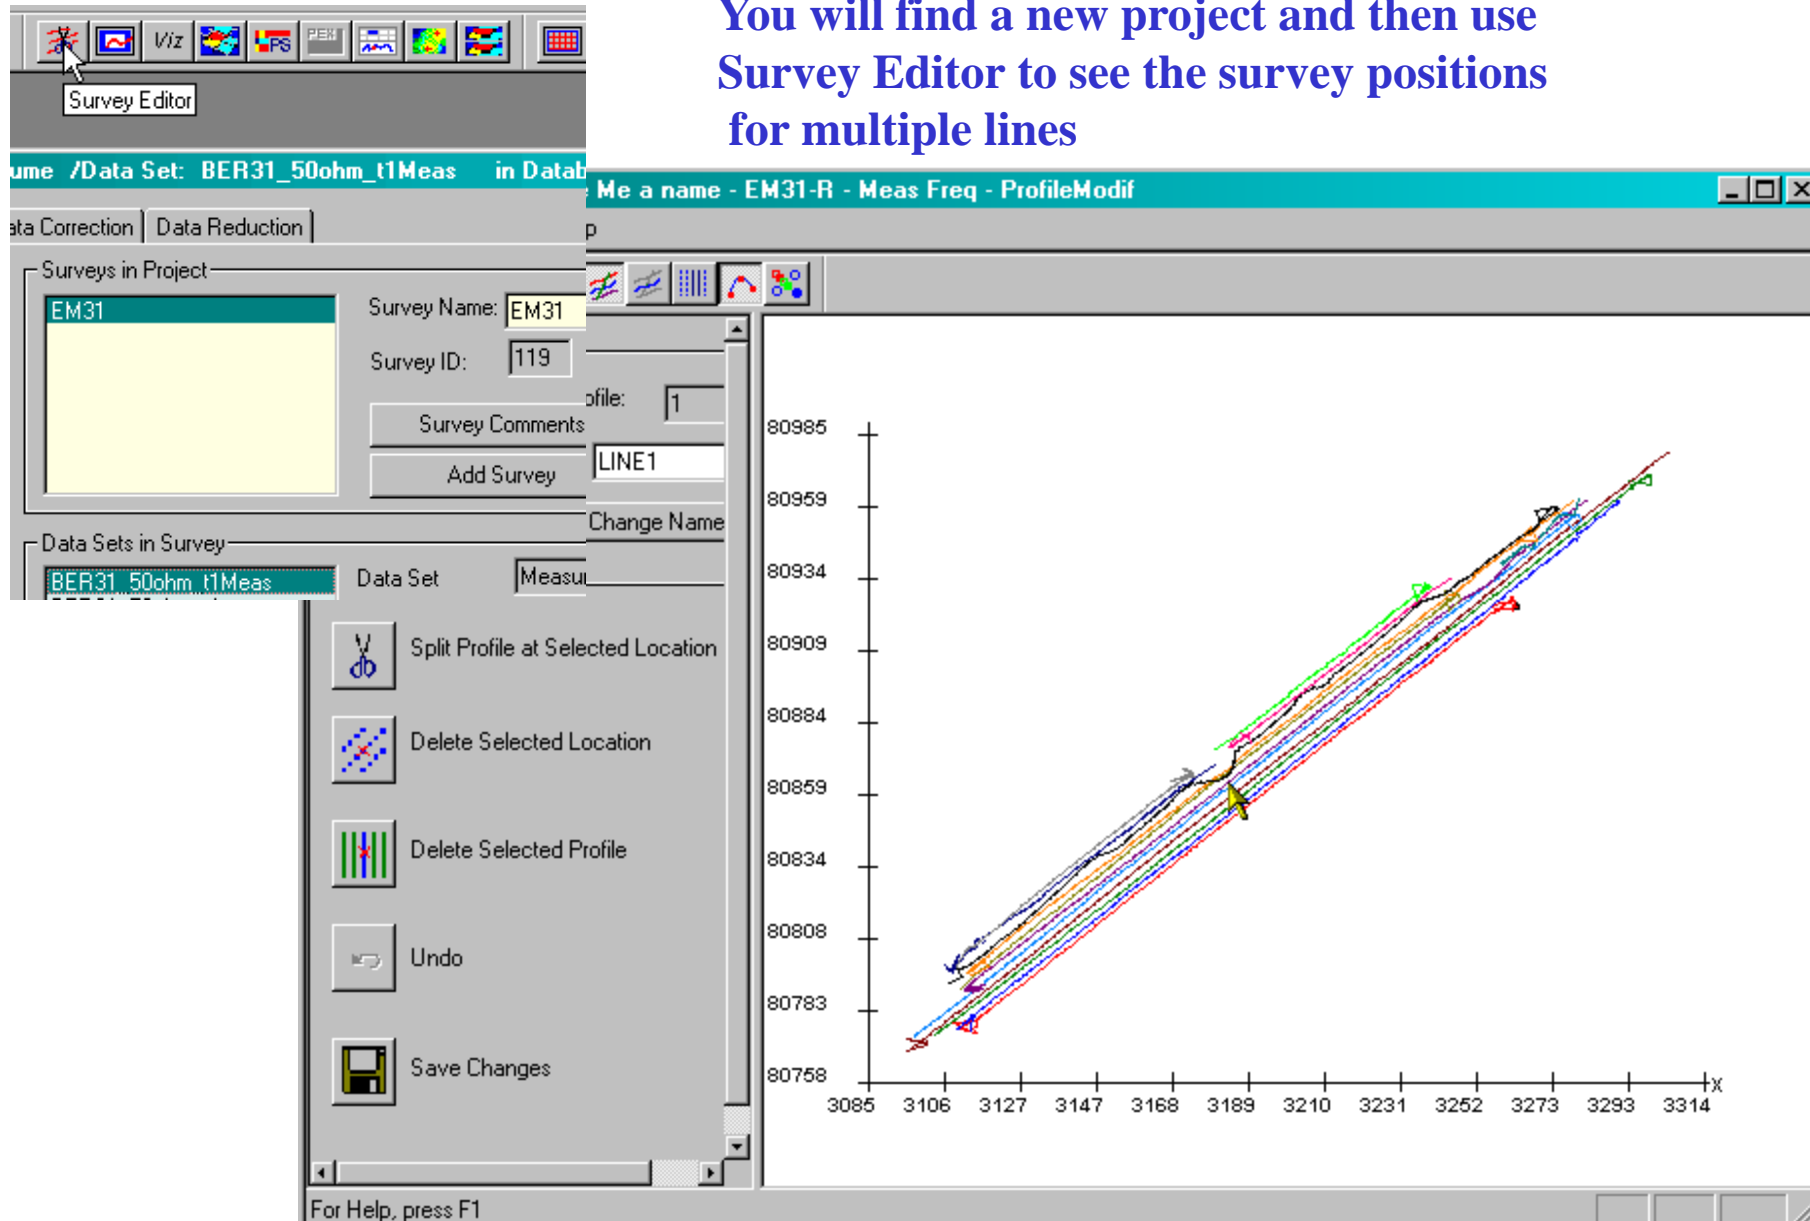 You will find a new project and then use
Survey Editor to see the survey positions
for multiple lines
Viz
PS
Survey Editor
ume /Data Set: BER31_50ohm_t1Meas in Datab
ata Correction
Data Reduction
Surveys in Project
EM31
Survey Name: EM31
Survey ID: 119
Survey Comments
Add Survey
Data Sets in Survey
BER31_50ohm_t1Meas
Data Set
Measu
Me a name - EM31-R - Meas Freq - ProfileModif
p
ofile: 1
LINE1
Change Name
Split Profile at Selected Location
Delete Selected Location
Delete Selected Profile
Undo
Save Changes
80985
80959
80934
80909
80884
80859
80834
80808
80783
80758
3085 3106 3127 3147 3168 3189 3210 3231 3252 3273 3293 3314
X
For Help, press F1